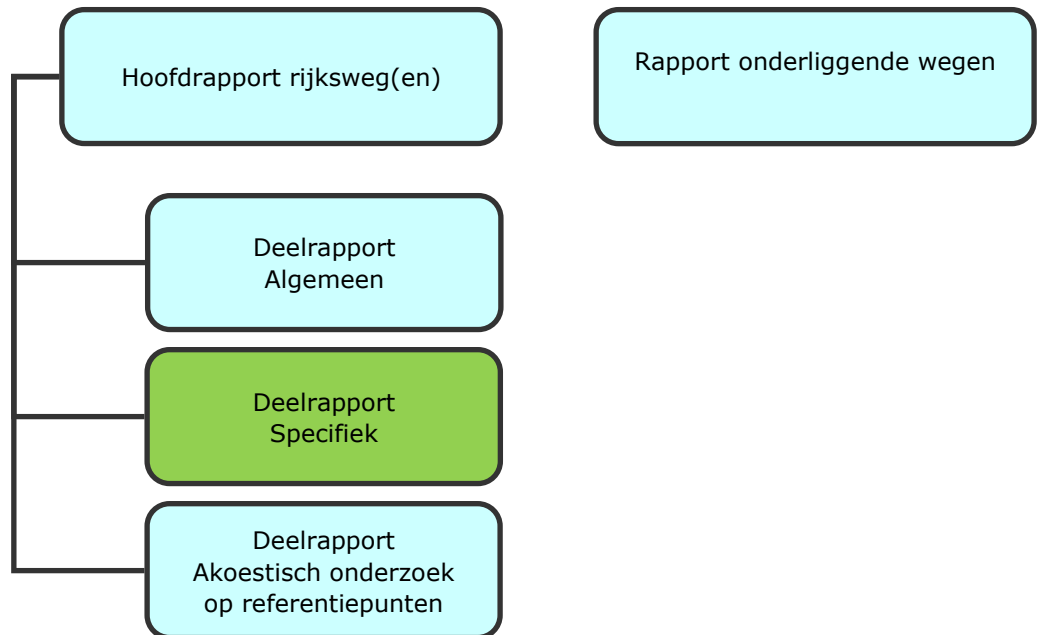 Hoofdrapport rijksweg(en)
Rapport onderliggende wegen
Deelrapport
Algemeen
Deelrapport
Specifiek
Deelrapport
Akoestisch onderzoek
op referentiepunten